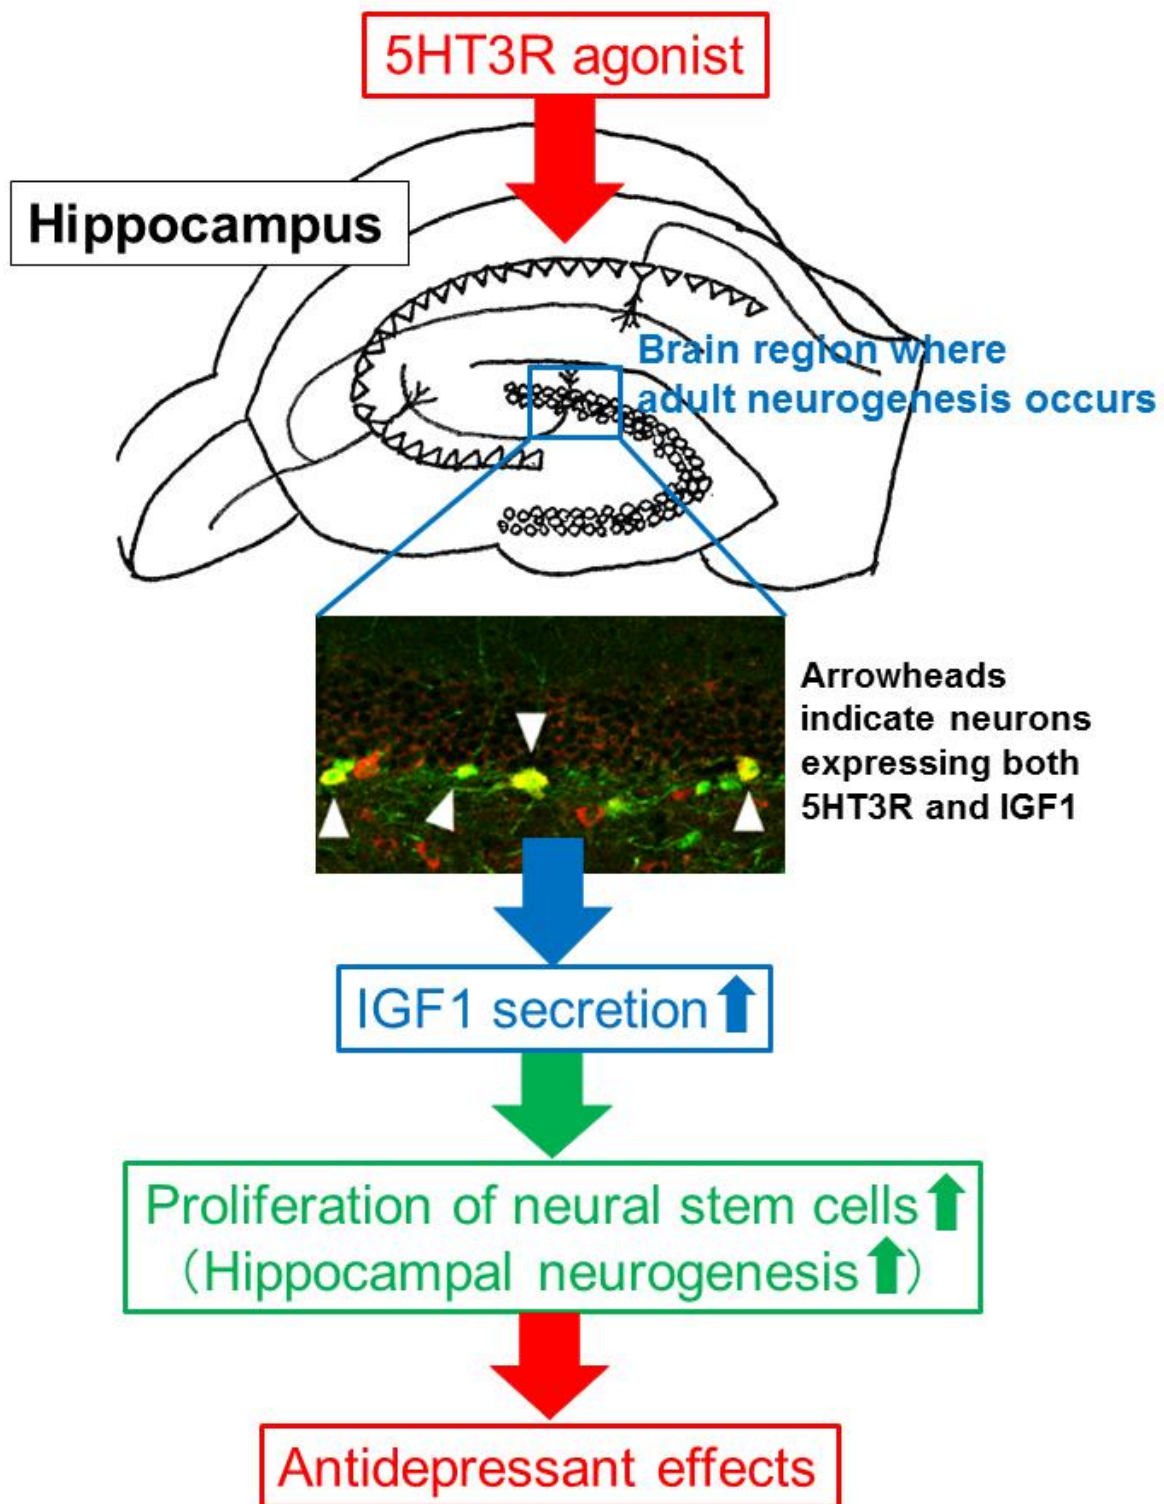 5HT3R agonist
Hippocampus
Brain region where
adult neurogenesis occurs
Arrowheads
indicate neurons
expressing both
5HT3R and IGF1
IGF1 secretion
Proliferation of neural stem cells
（Hippocampal neurogenesis）
Antidepressant effects